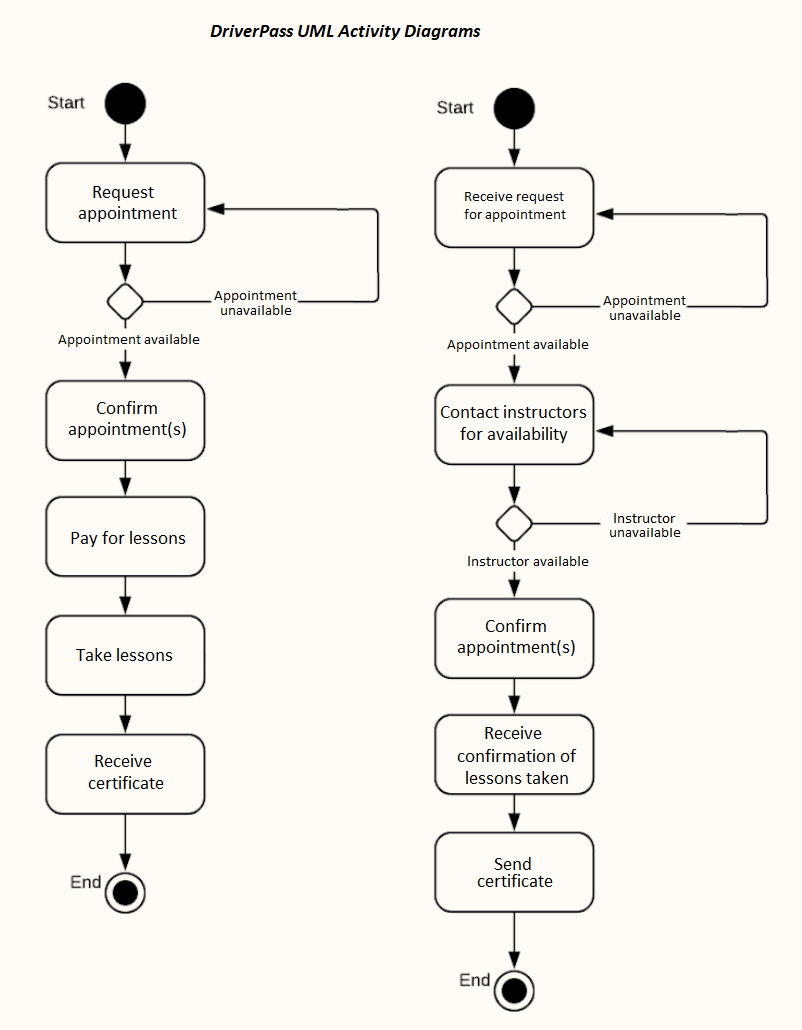 DriverPass UML Activity Diagrams
Start
Request
appointment
Appointment
unavailable
Appointment available
Confirm
appointment(s)
Pay for lessons
Take lessons
Receive
certificate
End
Start
Receive request
for appointment
Appointment
unavailable
Appointment available
Contact instructors
for availability
Instructor
unavailable
Instructor available
Confirm
appointment(s)
Receive
confirmation of
lessons taken
Send
certificate
End